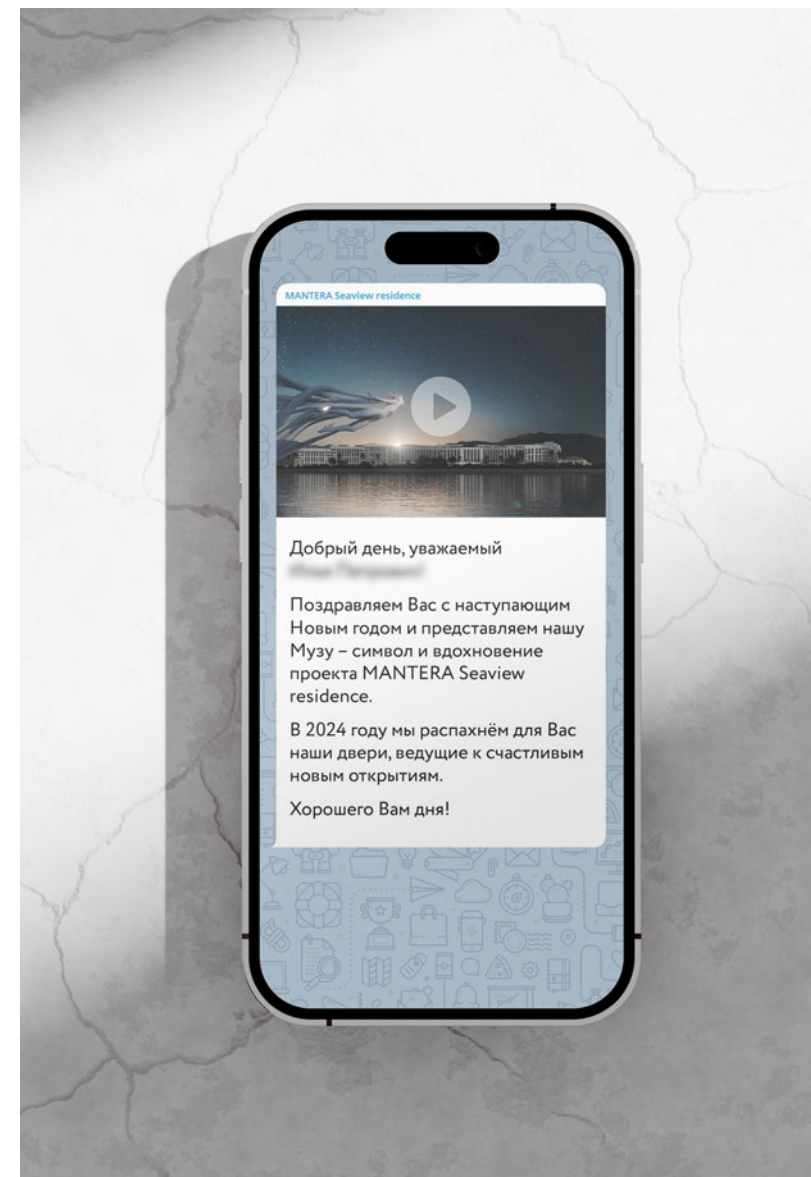 MANTERA Seaview residence
Добрый день, уважаемый
Поздравляем Вас с наступающим
Новым годом и представляем нашу
Музу – символ и вдохновение
проекта MANTERA Seaview
residence.
В 2024 году мы распахнём для Вас
наши двери, ведущие к счастливым
новым открытиям.
Хорошего Вам дня!